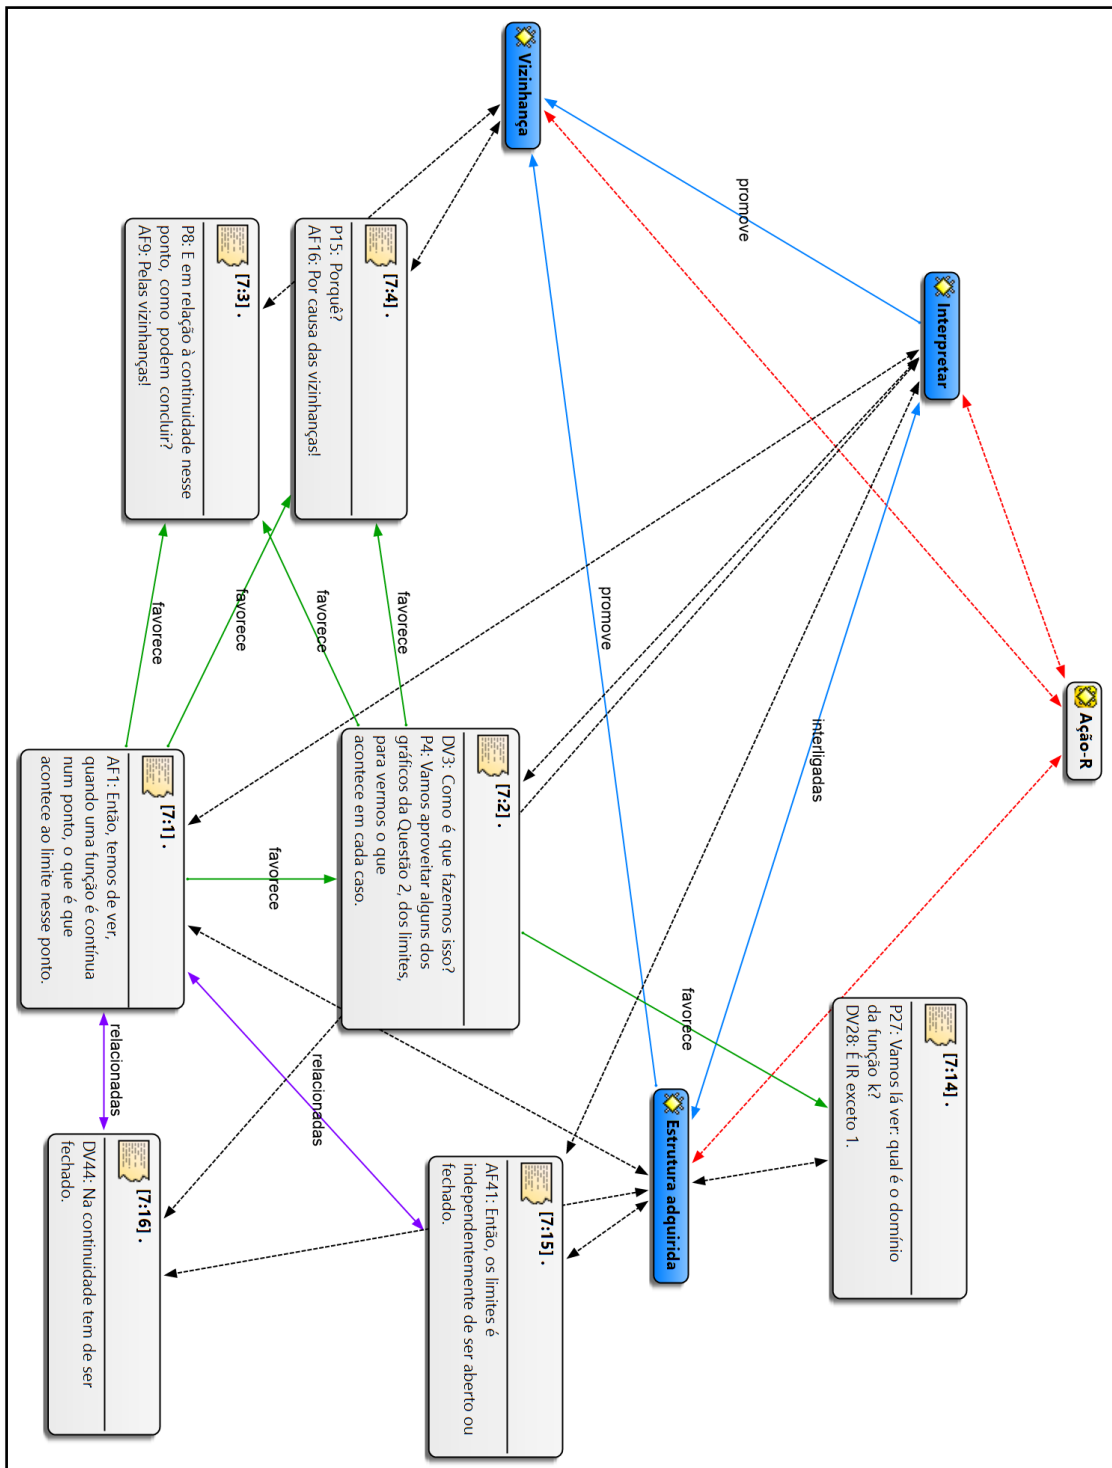 Ação-R
Interpretar
Vizinhança
promove
interligadas
promove
Estrutura adquirida
[7:14] .
P27: Vamos lá ver: qual é o domínio
da função k?
DV28: É IR exceto 1.
[7:4] .
P15: Porquê?
AF16: Por causa das vizinhanças!
[7:3] .
P8: E em relação à continuidade nesse
ponto, como podem concluir?
AF9: Pelas vizinhanças!
[7:2] .
DV3: Como é que fazemos isso?
P4: Vamos aproveitar alguns dos
gráficos da Questão 2, dos limites,
para vermos o que
acontece em cada caso.
[7:15] .
AF41: Então, os limites é
independentemente de ser aberto ou
fechado.
[7:1] .
AF1: Então, temos de ver,
quando uma função é contínua
num ponto, o que é que
acontece ao limite nesse ponto.
[7:16] .
DV44: Na continuidade tem de ser
fechado.
favorece
favorece
favorece
favorece
favorece
favorece
relacionadas
relacionadas